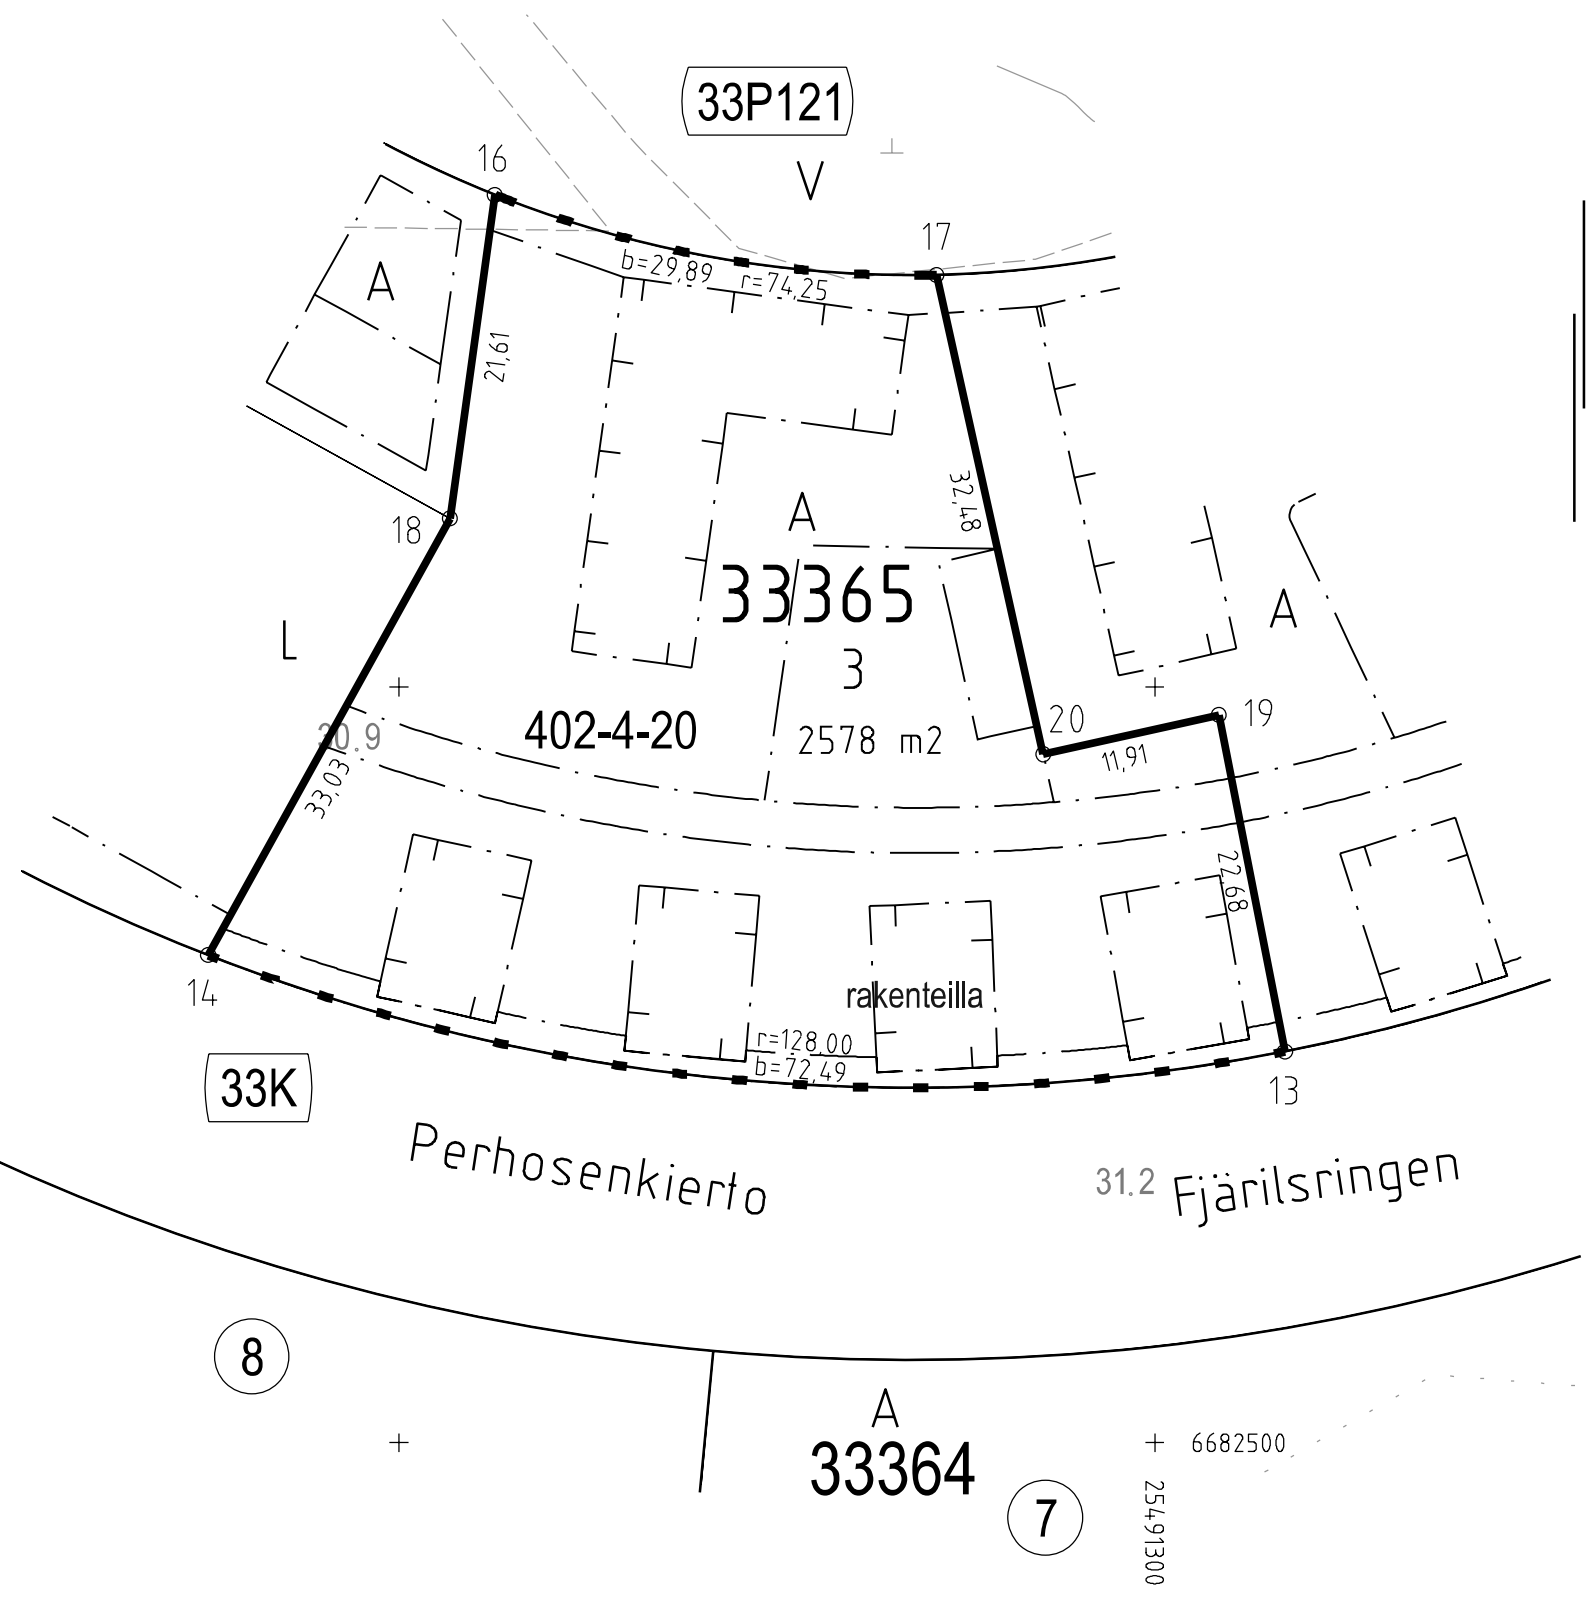 33P121
16
V
17
b=29,89
r=74,25
A
21,61
32,48
A
18
33365
A
L
3
20
19
30.9
402-4-20
2578 m2
11,91
33,03
22,68
14
rakenteilla
r=128,00
b=72,49
33K
13
Perhosenkierto
31.2
Fjärilsringen
8
A
33364
6682500
7
25491300